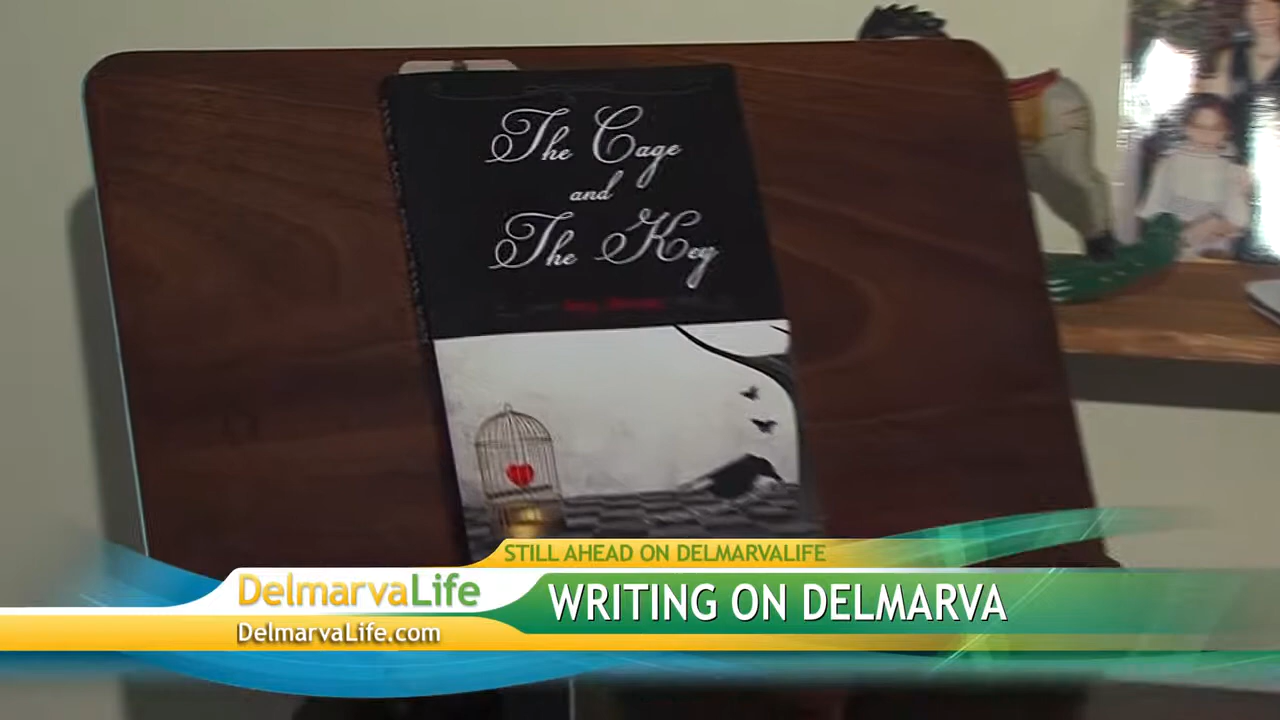 The Cage
and
The Key
STILL AHEAD ON DELMARVALIFE
DelmarvaLife
WRITING ON DELMARVA
DelmarvaLife.com